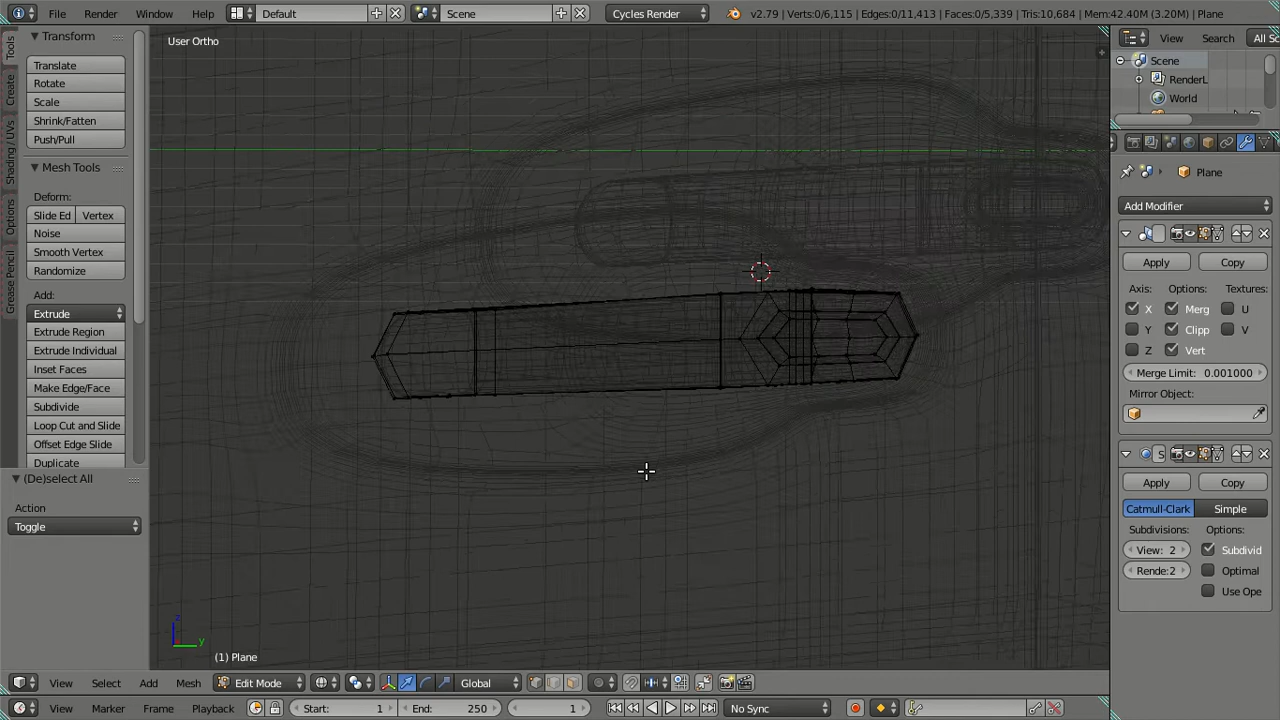 File Render Window Help Default Scene Cycles Render v2.79 | Verts:0/6,115 | Edges:0/11,413 | Faces:0/5,339 | Tris:10,684 | Mem:42.40M (3.20M) | Plane
Tools
Create
Shading / UVs
Options
Grease Pencil
Transform
Translate
Rotate
Scale
Shrink/Fatten
Push/Pull
Mesh Tools
Deform:
Slide Ed Vertex
Noise
Smooth Vertex
Randomize
Add:
Extrude
Extrude Region
Extrude Individual
Inset Faces
Make Edge/Face
Subdivide
Loop Cut and Slide
Offset Edge Slide
Duplicate
(De)select All
Action
Toggle
User Ortho
z
y
(1) Plane
View Search All Sc
Scene
RenderL
World
Plane
Add Modifier
Apply Copy
Axis: Options: Textures:
X Merg U
Y Clipp V
Z Vert
Merge Limit: 0.001000
Mirror Object:
S
Apply Copy
Catmull-Clark Simple
Subdivisions: Options:
View: 2 Subdivid
Rende:2 Optimal
Use Ope
View Select Add Mesh Edit Mode Global
View Marker Frame Playback Start: 1 End: 250 1 No Sync